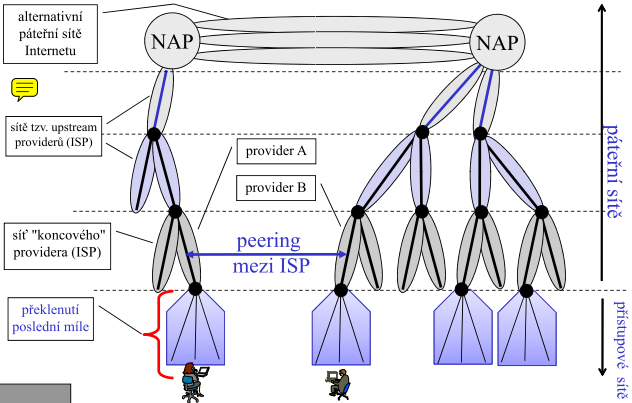 alternativní
páteřní sítě
Internetu
NAP
NAP
sítě tzv. upstream
providerů (ISP)
provider A
provider B
páteřní sítě
síť "koncového"
providera (ISP)
peering
mezi ISP
překlenutí
poslední míle
přístupové sítě